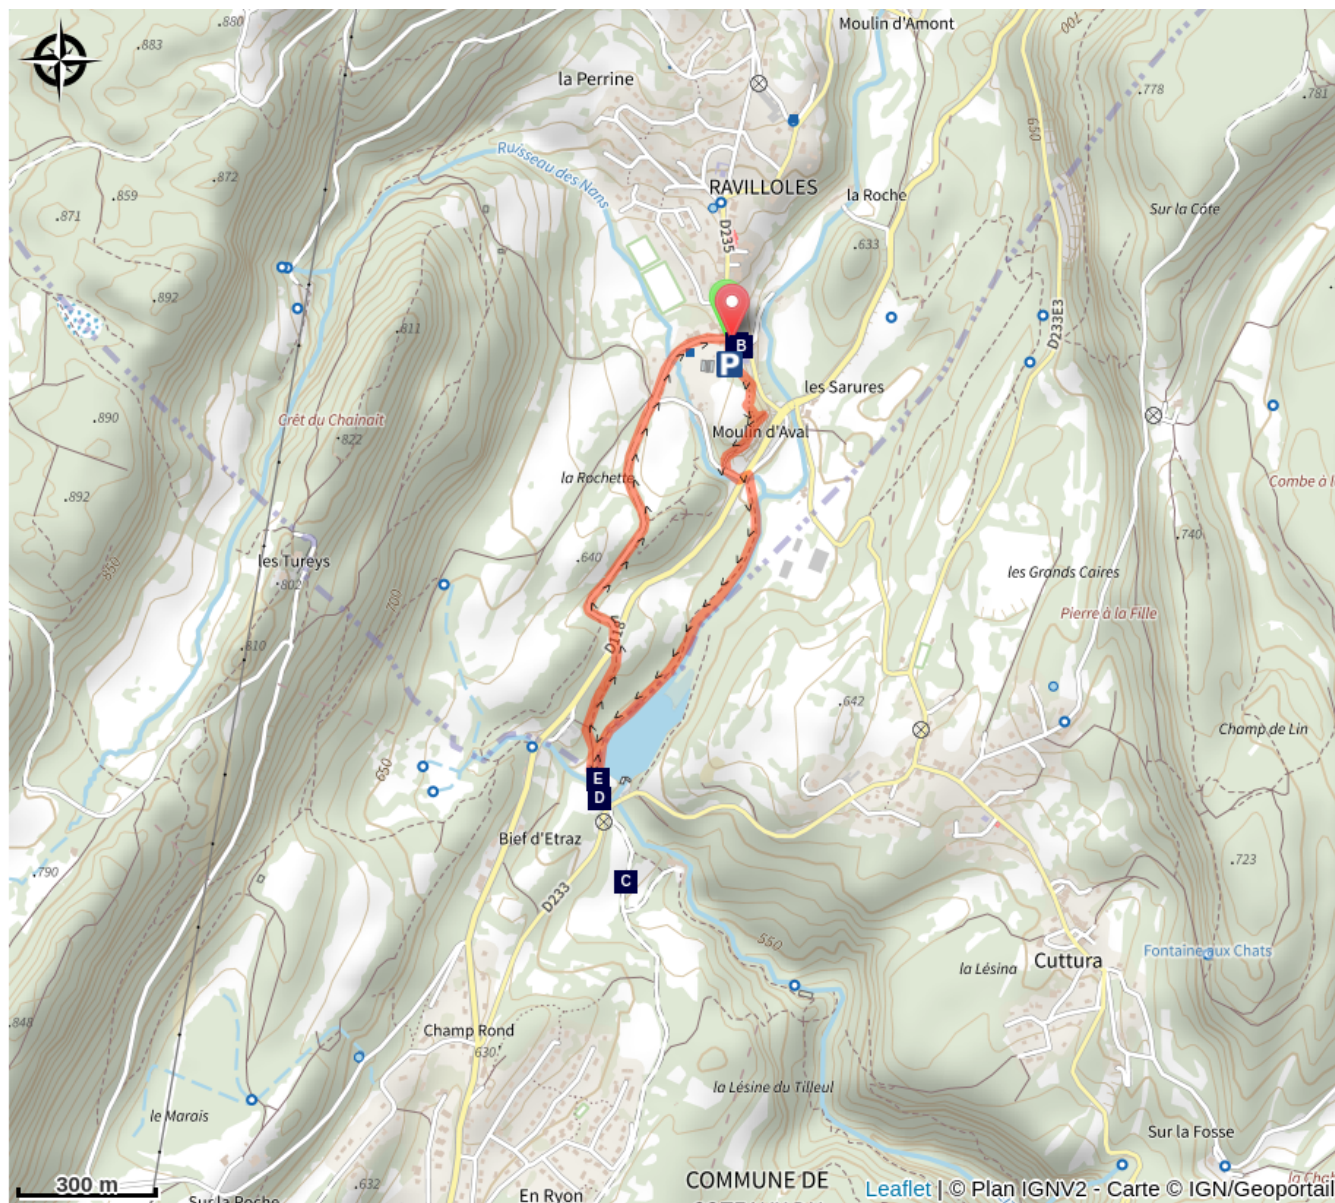 .880
.883
Moulin d'Amont
700
la Perrine
.778
.781
650
Ruisseau des Nans
.872
.859
RAVILLOLES
la Roche
Sur la Côte
.871
D235
.633
.892
.811
D233E3
B
P
les Sarures
.890
Crêt du Chainait
.822
Moulin d'Aval
la Rochette
Combe à l
.892
.740
.640
850
les Tureys
.802
les Grands Caires
700
Pierre à la Fille
D118
.810
.642
Champ de Lin
650
E
D
Bief d'Etraz
.723
.790
C
D233
550
Fontaine aux Chats
la Lésina
Cuttura
.848
Champ Rond
630
la Lésine du Tilleul
le Marais
Sur la Fosse
300 m
.632
COMMUNE DE
Sur la Roche
En Ryon
Leaflet | © Plan IGNV2 - Carte © IGN/Geoportail